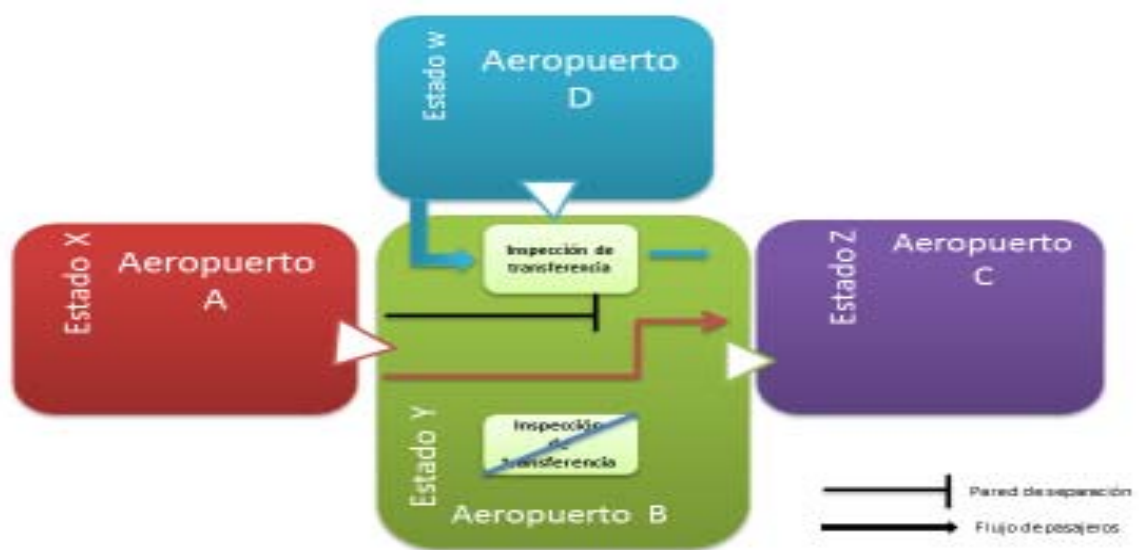 Estado w
Aeropuerto
D
Estado X
Aeropuerto
A
Inspección de
transferencia
Estado Z
Aeropuerto
C
Estado Y
Inspección
de
transferencia
Aeropuerto B
Pared de separación
Flujo de pasajeros